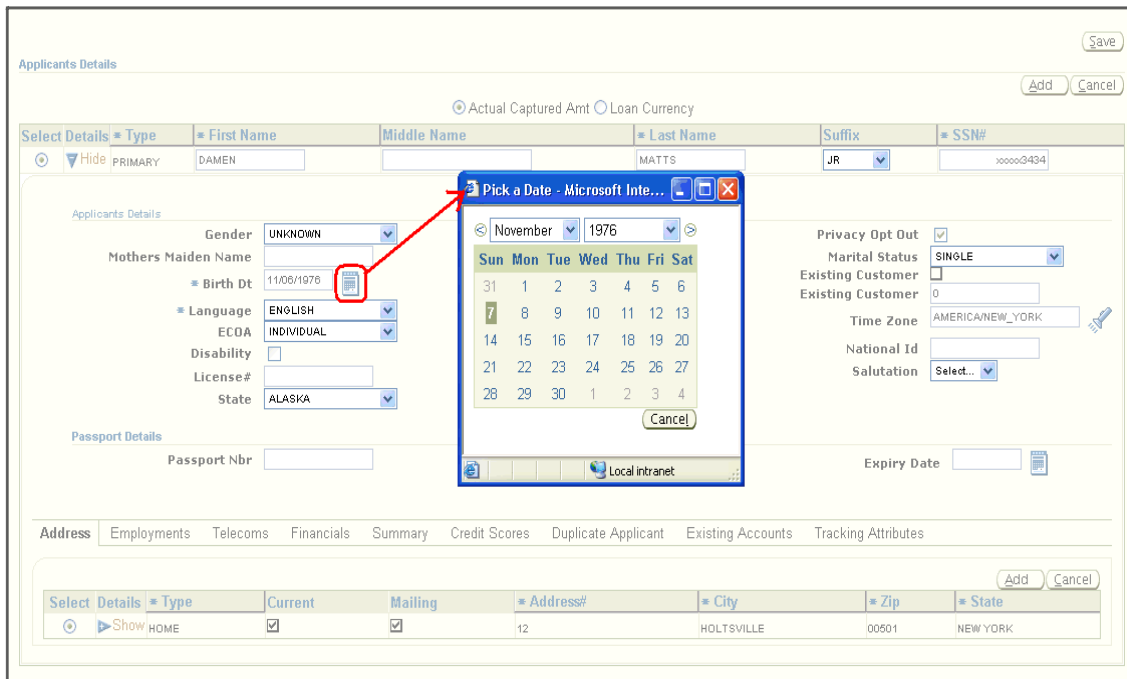 Save
Applicants Details
Add Cancel
Actual Captured Amt Loan Currency
Select Details * Type * First Name Middle Name * Last Name Suffix * SSN#
Hide PRIMARY DAMEN MATTS JR xxxxx3434
Pick a Date - Microsoft Inte...
Applicants Details
Gender UNKNOWN
Mothers Maiden Name
* Birth Dt 11/06/1976
* Language ENGLISH
ECOA INDIVIDUAL
Disability
License#
State ALASKA
November 1976
Sun Mon Tue Wed Thu Fri Sat
31 1 2 3 4 5 6
7 8 9 10 11 12 13
14 15 16 17 18 19 20
21 22 23 24 25 26 27
28 29 30 1 2 3 4
Cancel
Local intranet
Privacy Opt Out
Marital Status SINGLE
Existing Customer
Existing Customer 0
Time Zone AMERICA/NEW_YORK
National Id
Salutation Select...
Passport Details
Passport Nbr Expiry Date
Address Employments Telecoms Financials Summary Credit Scores Duplicate Applicant Existing Accounts Tracking Attributes
Add Cancel
Select Details * Type Current Mailing * Address# * City * Zip * State
Show HOME 12 HOLTSVILLE 00501 NEW YORK